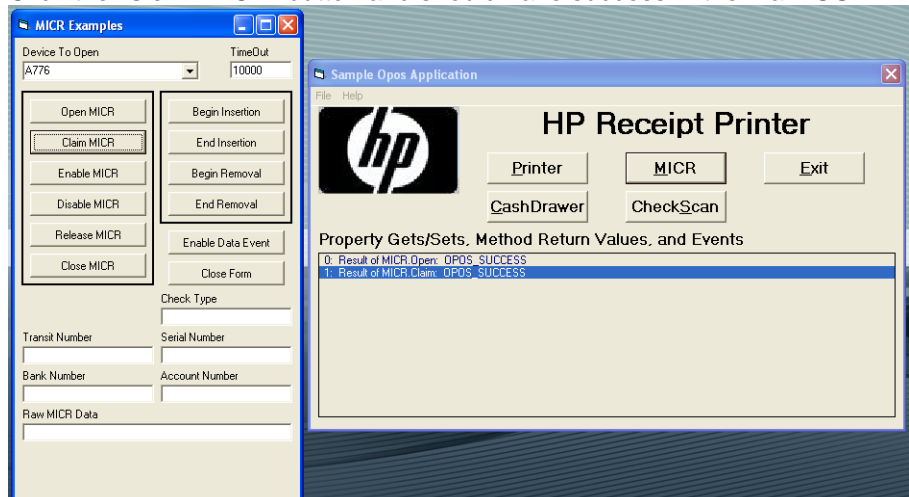 MICR Examples
Device To Open
TimeOut
A776
10000
Open MICR
Begin Insertion
Claim MICR
End Insertion
Enable MICR
Begin Removal
Disable MICR
End Removal
Release MICR
Enable Data Event
Close MICR
Close Form
Check Type
Transit Number
Serial Number
Bank Number
Account Number
Raw MICR Data
Sample Opos Application
File Help
hp
HP Receipt Printer
Printer
MICR
Exit
CashDrawer
CheckScan
Property Gets/Sets, Method Return Values, and Events
0: Result of MICR.Open: OPOS_SUCCESS
1: Result of MICR.Claim: OPOS_SUCCESS